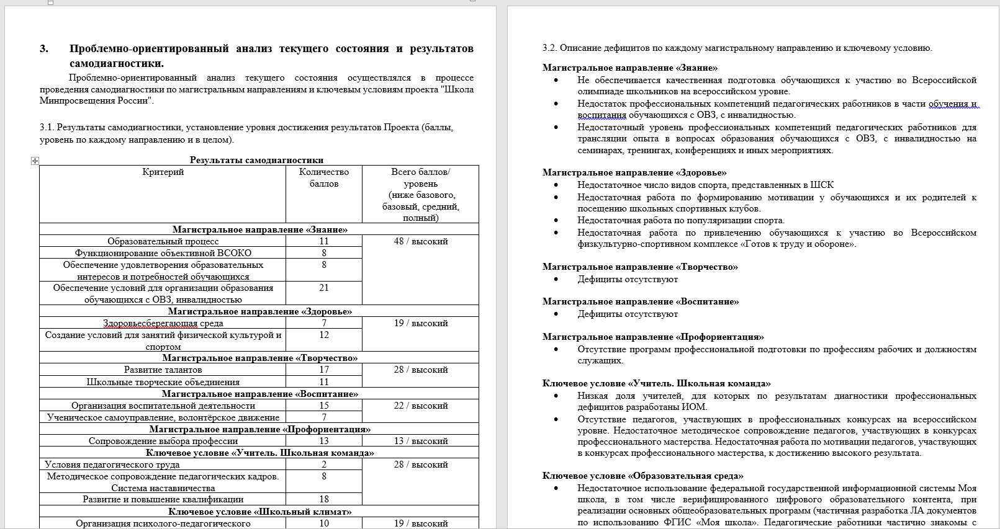 3. Проблемно-ориентированный анализ текущего состояния и результатов
самодиагностики.
Проблемно-ориентированный анализ текущего состояния осуществлялся в процессе
проведения самодиагностики по магистральным направлениям и ключевым условиям проекта "Школа
Минпросвещения России".
3.1. Результаты самодиагностики, установление уровня достижения результатов Проекта (баллы,
уровень по каждому направлению и в целом).
Результаты самодиагностики
Критерий
Количество
баллов
Всего баллов/
уровень
(ниже базового,
базовый, средний,
полный)
Магистральное направление «Знание»
Образовательный процесс 11 48 / высокий
Функционирование объективной ВСОКО 8
Обеспечение удовлетворения образовательных 8
интересов и потребностей обучающихся
Обеспечение условий для организации образования 21
обучающихся с ОВЗ, инвалидностью
Магистральное направление «Здоровье»
Здоровьесберегающая среда 7 19 / высокий
Создание условий для занятий физической культурой и 12
спортом
Магистральное направление «Творчество»
Развитие талантов 17 28 / высокий
Школьные творческие объединения 11
Магистральное направление «Воспитание»
Организация воспитательной деятельности 15 22 / высокий
Ученическое самоуправление, волонтёрское движение 7
Магистральное направление «Профориентация»
Сопровождение выбора профессии 13 13 / высокий
Ключевое условие «Учитель. Школьная команда»
Условия педагогического труда 2 28 / высокий
Методическое сопровождение педагогических кадров. 8
Система наставничества
Развитие и повышение квалификации 18
Ключевое условие «Школьный климат»
Организация психолого-педагогического 10 19 / высокий
3.2. Описание дефицитов по каждому магистральному направлению и ключевому условию.
Магистральное направление «Знание»
• Не обеспечивается качественная подготовка обучающихся к участию во Всероссийской
олимпиаде школьников на всероссийском уровне.
• Недостаток профессиональных компетенций педагогических работников в части обучения и
воспитания обучающихся с ОВЗ, с инвалидностью.
• Недостаточный уровень профессиональных компетенций педагогических работников для
трансляции опыта в вопросах образования обучающихся с ОВЗ, с инвалидностью на
семинарах, тренингах, конференциях и иных мероприятиях.
Магистральное направление «Здоровье»
• Недостаточное число видов спорта, представленных в ШСК
• Недостаточная работа по формированию мотивации у обучающихся и их родителей к
посещению школьных спортивных клубов.
• Недостаточная работа по популяризации спорта.
• Недостаточная работа по привлечению обучающихся к участию во Всероссийском
физкультурно-спортивном комплексе «Готов к труду и обороне».
Магистральное направление «Творчество»
• Дефициты отсутствуют
Магистральное направление «Воспитание»
• Дефициты отсутствуют
Магистральное направление «Профориентация»
• Отсутствие программ профессиональной подготовки по профессиям рабочих и должностям
служащих.
Ключевое условие «Учитель. Школьная команда»
• Низкая доля учителей, для которых по результатам диагностики профессиональных
дефицитов разработаны ИОМ.
• Отсутствие педагогов, участвующих в профессиональных конкурсах на всероссийском
уровне. Недостаточное методическое сопровождение педагогов, участвующих в конкурсах
профессионального мастерства. Недостаточная работа по мотивации педагогов, участвующих
в конкурсах профессионального мастерства, к достижению высокого результата.
Ключевое условие «Образовательная среда»
• Недостаточное использование федеральной государственной информационной системы Моя
школа, в том числе верифицированного цифрового образовательного контента, при
реализации основных общеобразовательных программ (частичная разработка ЛА документов
по использованию ФГИС «Моя школа». Педагогические работники частично знакомы с